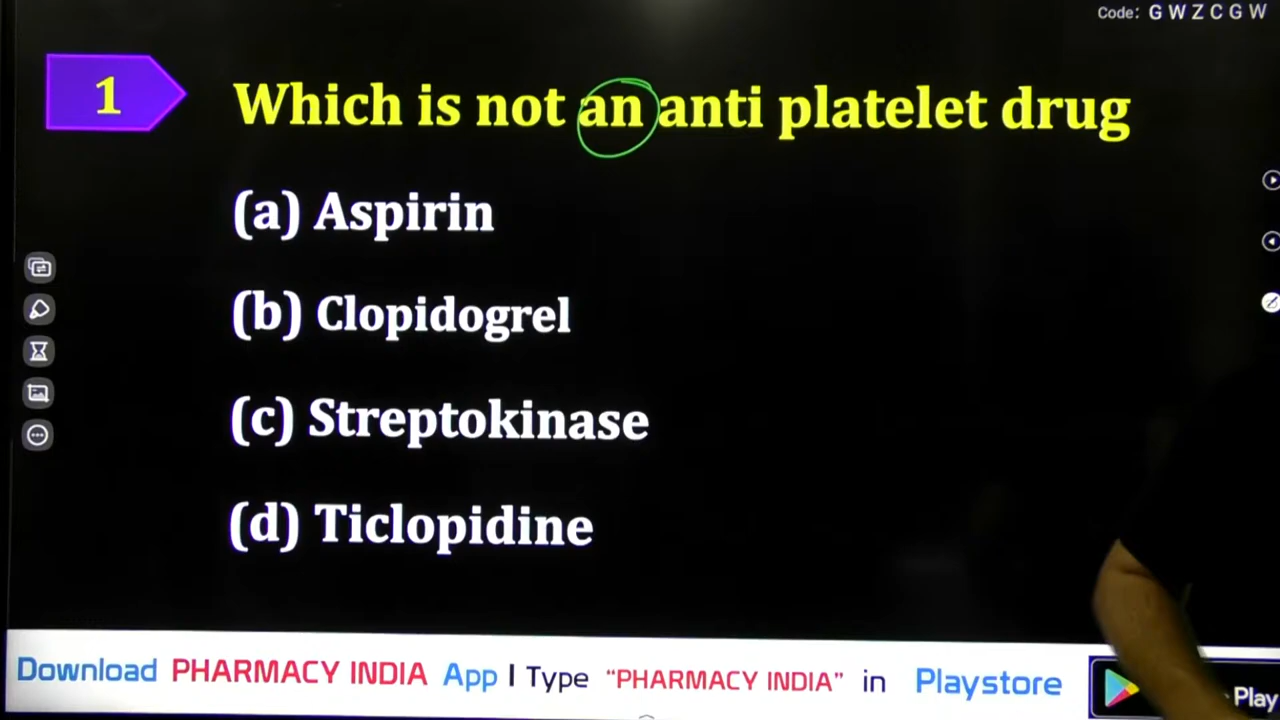 Code: G W Z C G W
1
Which is not an anti platelet drug
(a) Aspirin
(b) Clopidogrel
(c) Streptokinase
(d) Ticlopidine
Download PHARMACY INDIA App | Type “PHARMACY INDIA” in Playstore
Play